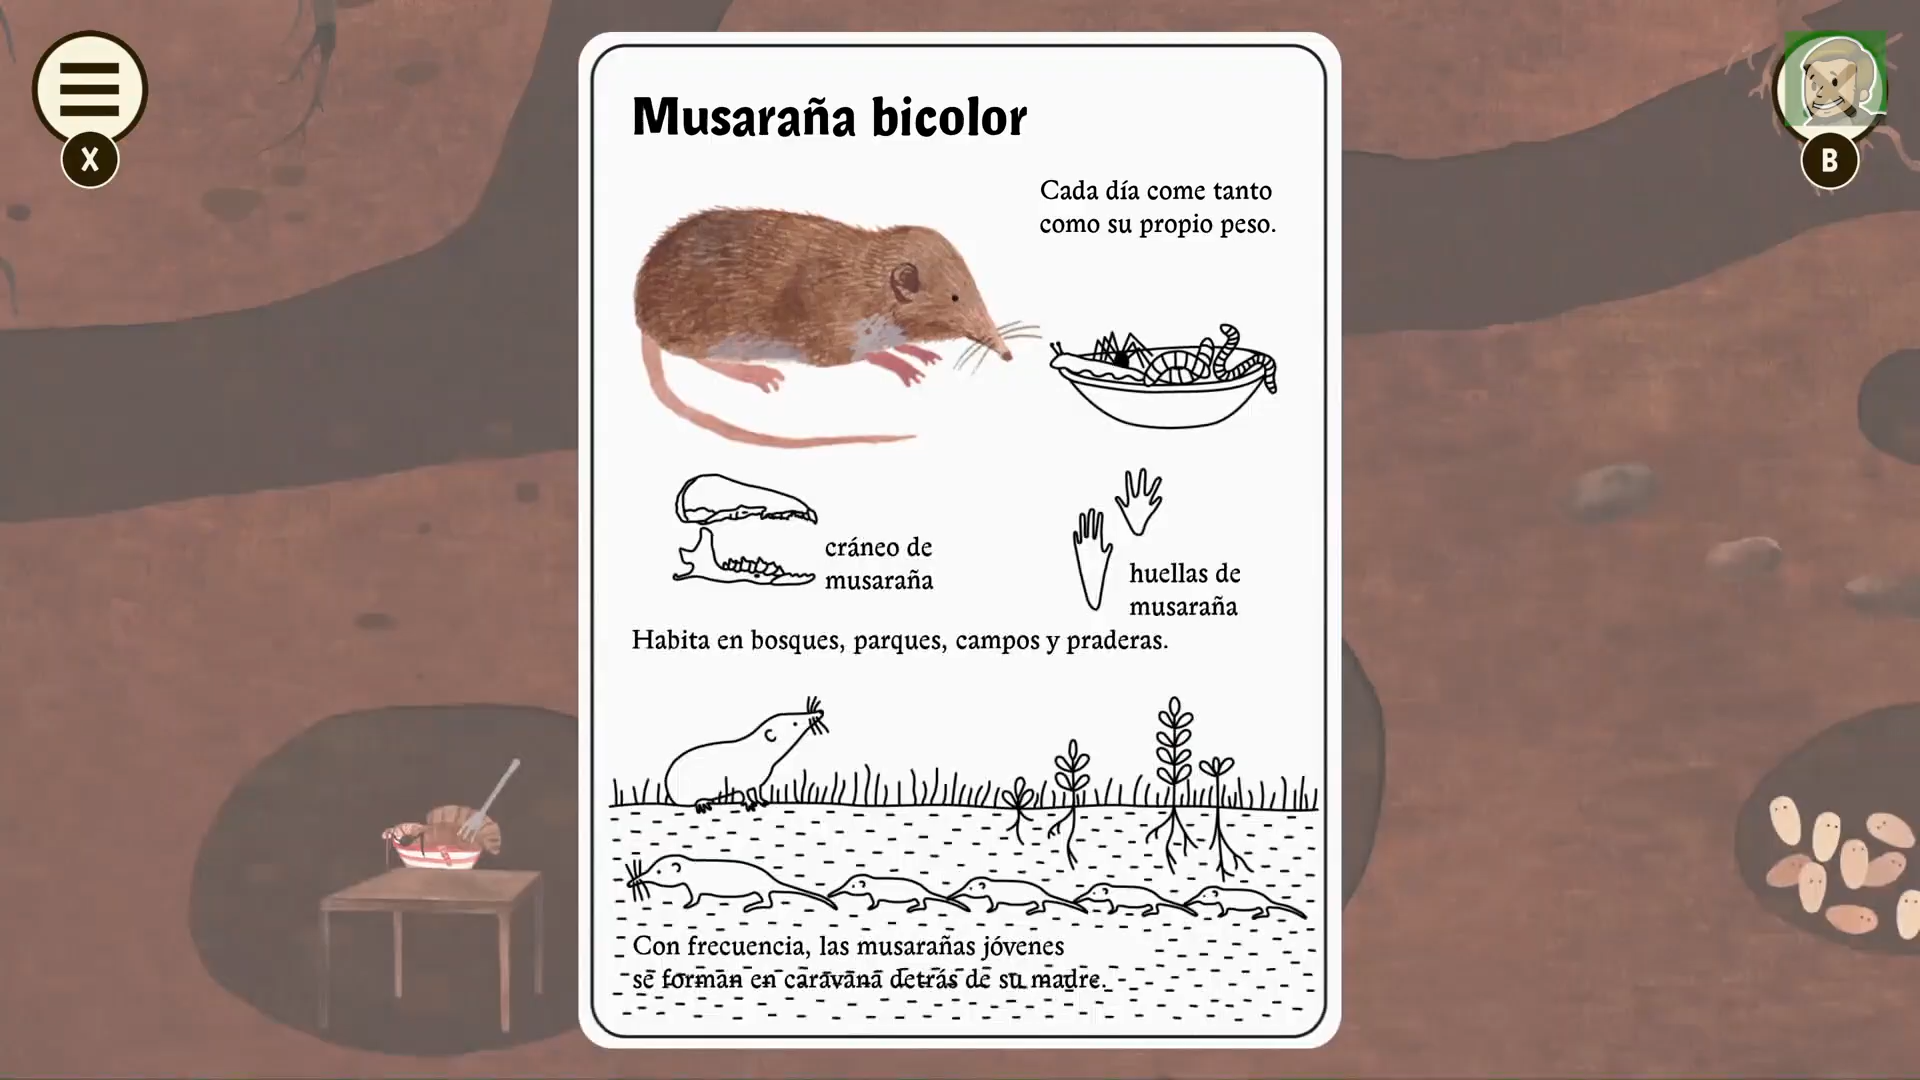 Musaraña bicolor
Cada día come tanto
como su propio peso.
cráneo de
musaraña
huellas de
musaraña
Habita en bosques, parques, campos y praderas.
Con frecuencia, las musarañas jóvenes
se forman en caravana detrás de su madre.
X
B